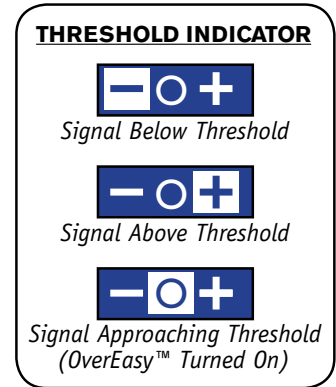 THRESHOLD INDICATOR
− ○ +
Signal Below Threshold
− ○ +
Signal Above Threshold
− ○ +
Signal Approaching Threshold
(OverEasy™ Turned On)